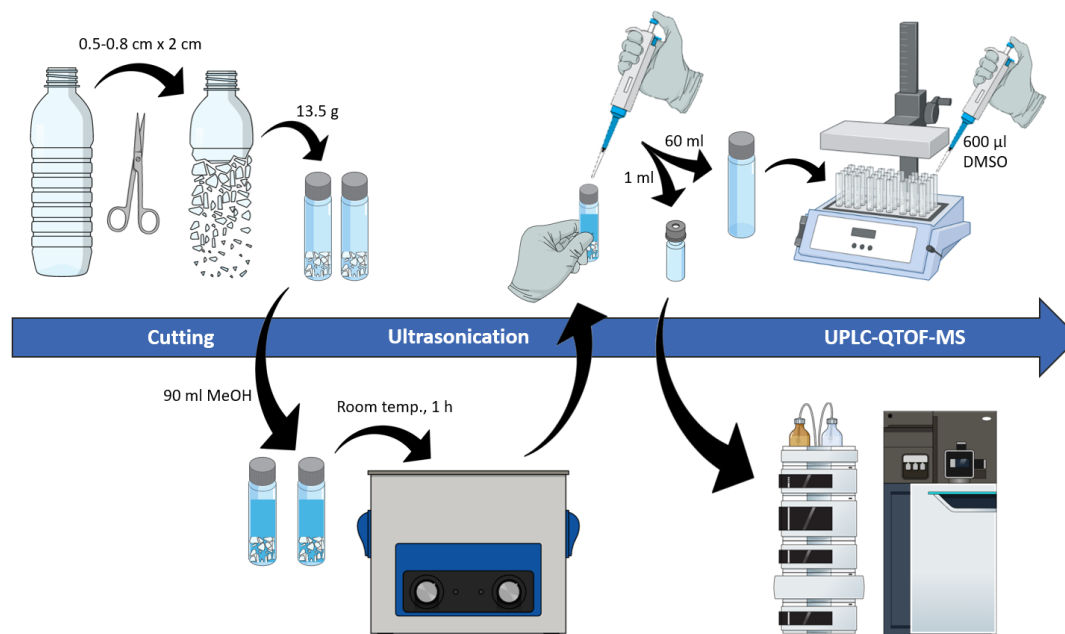 0.5-0.8 cm x 2 cm
13.5 g
60 ml
1 ml
600 µl
DMSO
Cutting
Ultrasonication
UPLC-QTOF-MS
90 ml MeOH
Room temp., 1 h